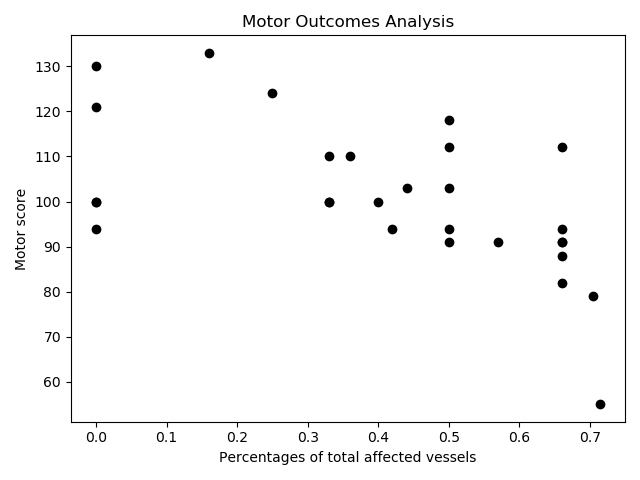 Motor Outcomes Analysis
130
120
110
100
90
80
70
60
Motor score
0.0 0.1 0.2 0.3 0.4 0.5 0.6 0.7
Percentages of total affected vessels